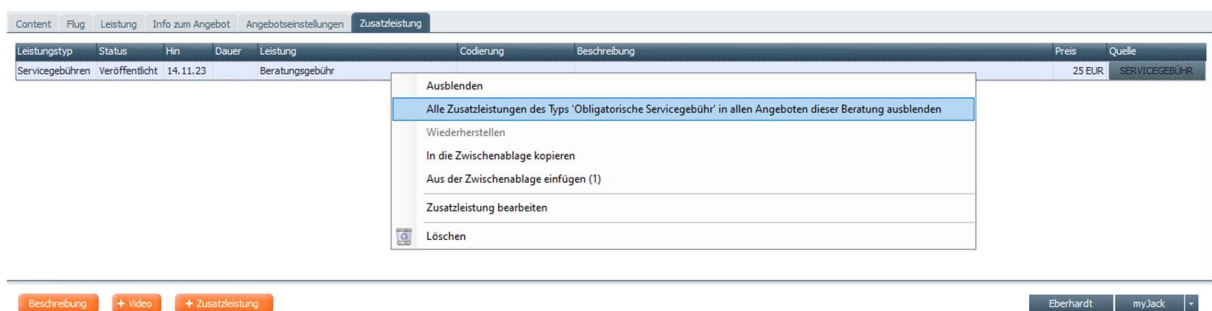 Content Flug Leistung Info zum Angebot Angebotseinstellungen Zusatzleistung
Leistungstyp Status Hin Dauer Leistung Codierung Beschreibung Preis Quelle
Servicegebühren Veröffentlicht 14.11.23 Beratungsgebühr 25 EUR SERVICEGEBÜHR
Ausblenden
Alle Zusatzleistungen des Typs 'Obligatorische Servicegebühr' in allen Angeboten dieser Beratung ausblenden
Wiederherstellen
In die Zwischenablage kopieren
Aus der Zwischenablage einfügen (1)
Zusatzleistung bearbeiten
Löschen
Beschreibung + Video + Zusatzleistung Eberhardt myJack